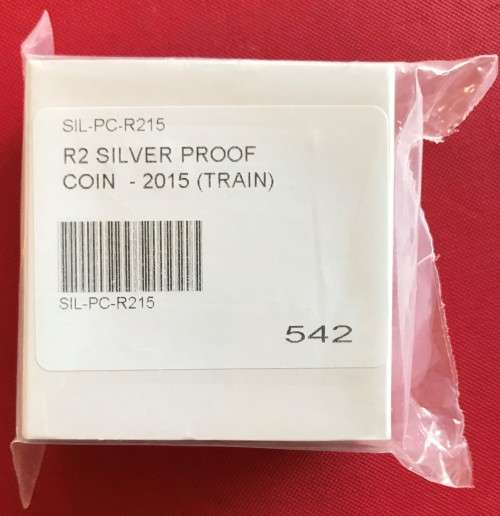 SIL-PC-R215
R2 SILVER PROOF
COIN - 2015 (TRAIN)
SIL-PC-R215
542